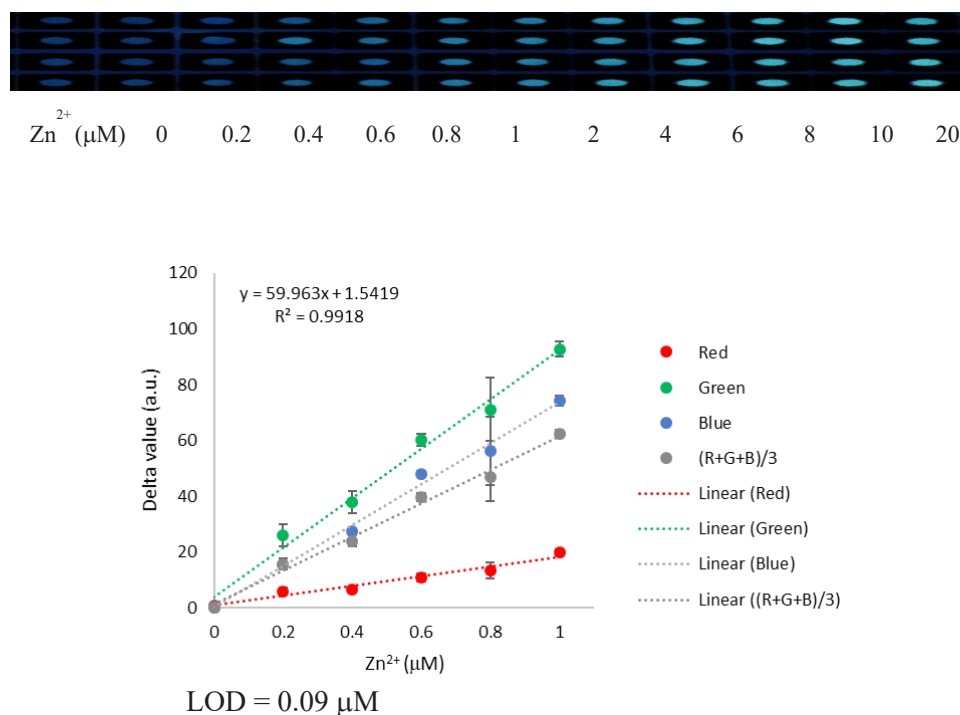 Zn2+ (μM) 0 0.2 0.4 0.6 0.8 1 2 4 6 8 10 20
y = 59.963x + 1.5419
R² = 0.9918
120
100
80
60
40
20
0
Delta value (a.u.)
0 0.2 0.4 0.6 0.8 1
Zn2+ (μM)
Red
Green
Blue
(R+G+B)/3
Linear (Red)
Linear (Green)
Linear (Blue)
Linear ((R+G+B)/3)
LOD = 0.09 μM